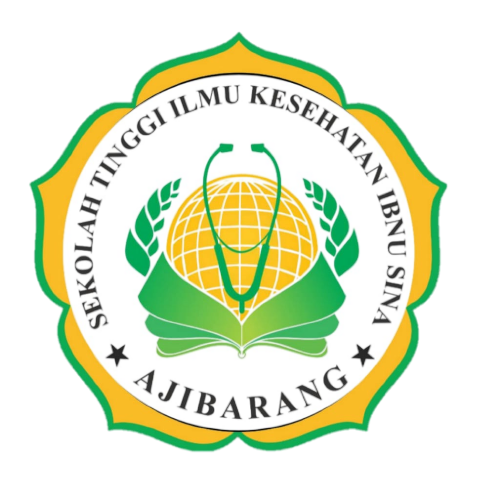 SEKOLAH TINGGI ILMU KESEHATAN IBNU SINA
★ AJIBARANG ★